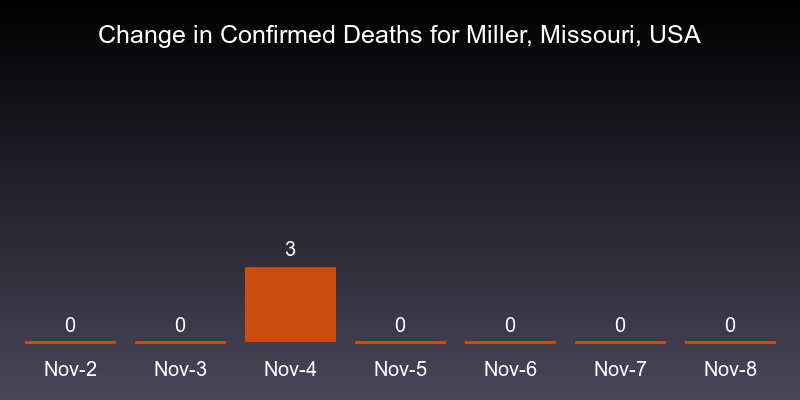 Change in Confirmed Deaths for Miller, Missouri, USA
0 0 3 0 0 0 0
Nov-2 Nov-3 Nov-4 Nov-5 Nov-6 Nov-7 Nov-8